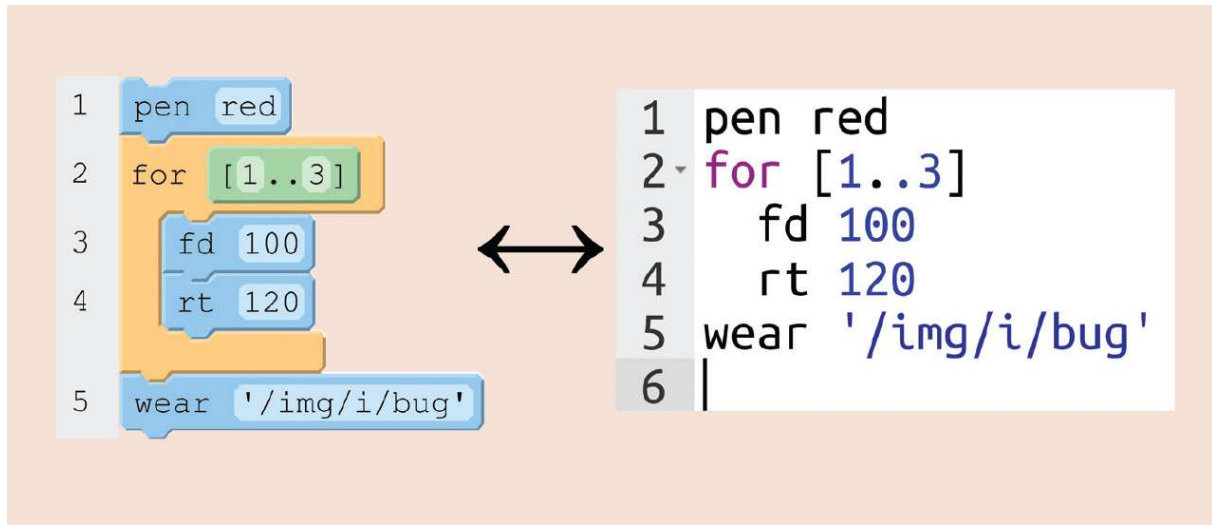 1 pen red
2 for [1..3]
3 fd 100
4 rt 120
5 wear '/img/i/bug'
1 pen red
2 for [1..3]
3 fd 100
4 rt 120
5 wear '/img/i/bug'
6